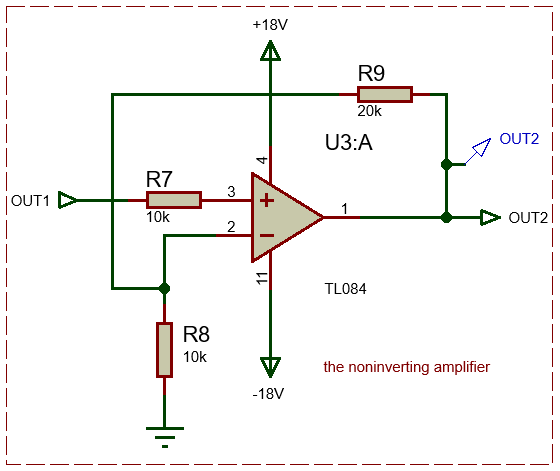 +18V
R9
20k
U3:A
OUT2
4
R7
OUT1
10k
3
1
OUT2
2
11
TL084
R8
10k
the noninverting amplifier
-18V